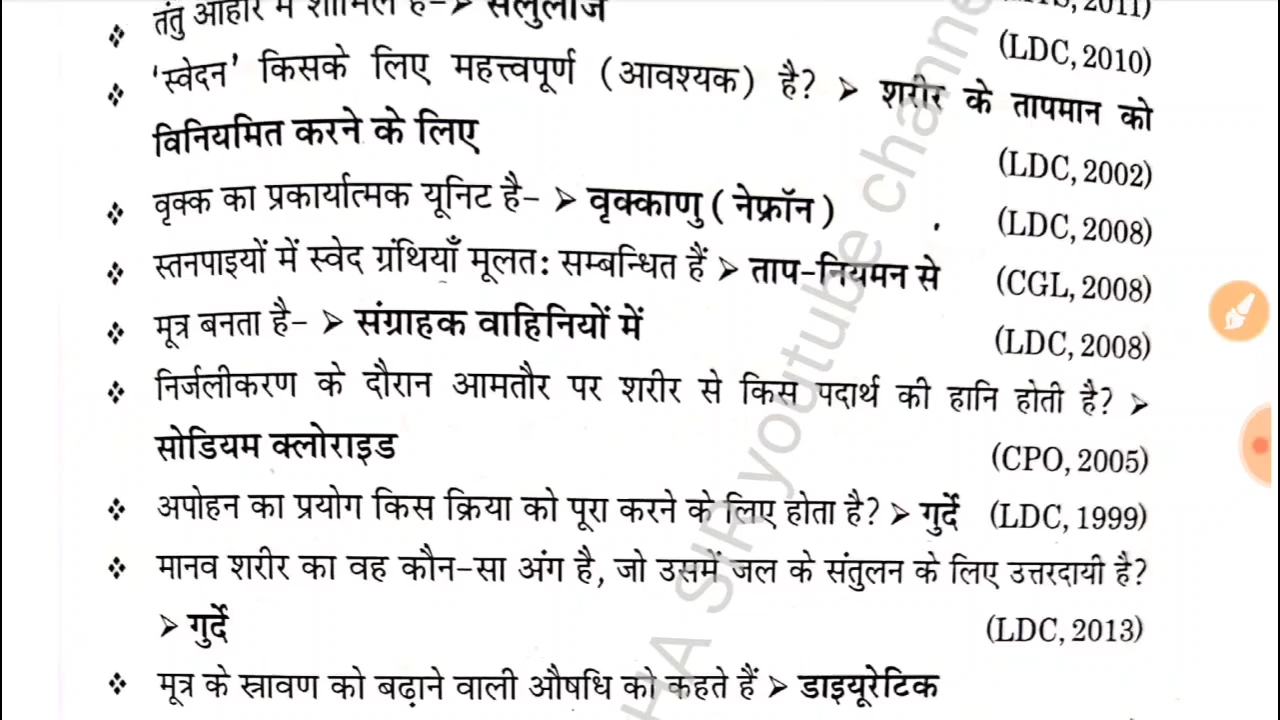 तंतु आहार में शामिल है- ➤ सेलुलोज
(LDC, 2010)
'स्वेदन' किसके लिए महत्त्वपूर्ण (आवश्यक) है? ➤ शरीर के तापमान को
विनियमित करने के लिए
(LDC, 2002)
वृक्क का प्रकार्यात्मक यूनिट है- ➤ वृक्काणु ( नेफ्रॉन )
(LDC, 2008)
स्तनपाइयों में स्वेद ग्रंथियाँ मूलत: सम्बन्धित हैं ➤ ताप-नियमन से
(CGL, 2008)
मूत्र बनता है- ➤ संग्राहक वाहिनियों में
(LDC, 2008)
निर्जलीकरण के दौरान आमतौर पर शरीर से किस पदार्थ की हानि होती है? ➤
सोडियम क्लोराइड
(CPO, 2005)
अपोहन का प्रयोग किस क्रिया को पूरा करने के लिए होता है? ➤ गुर्दे (LDC, 1999)
मानव शरीर का वह कौन-सा अंग है, जो उसमें जल के संतुलन के लिए उत्तरदायी है?
➤ गुर्दे (LDC, 2013)
मूत्र के स्रावण को बढ़ाने वाली औषधि को कहते हैं ➤ डाइयूरेटिक
SIR youtube